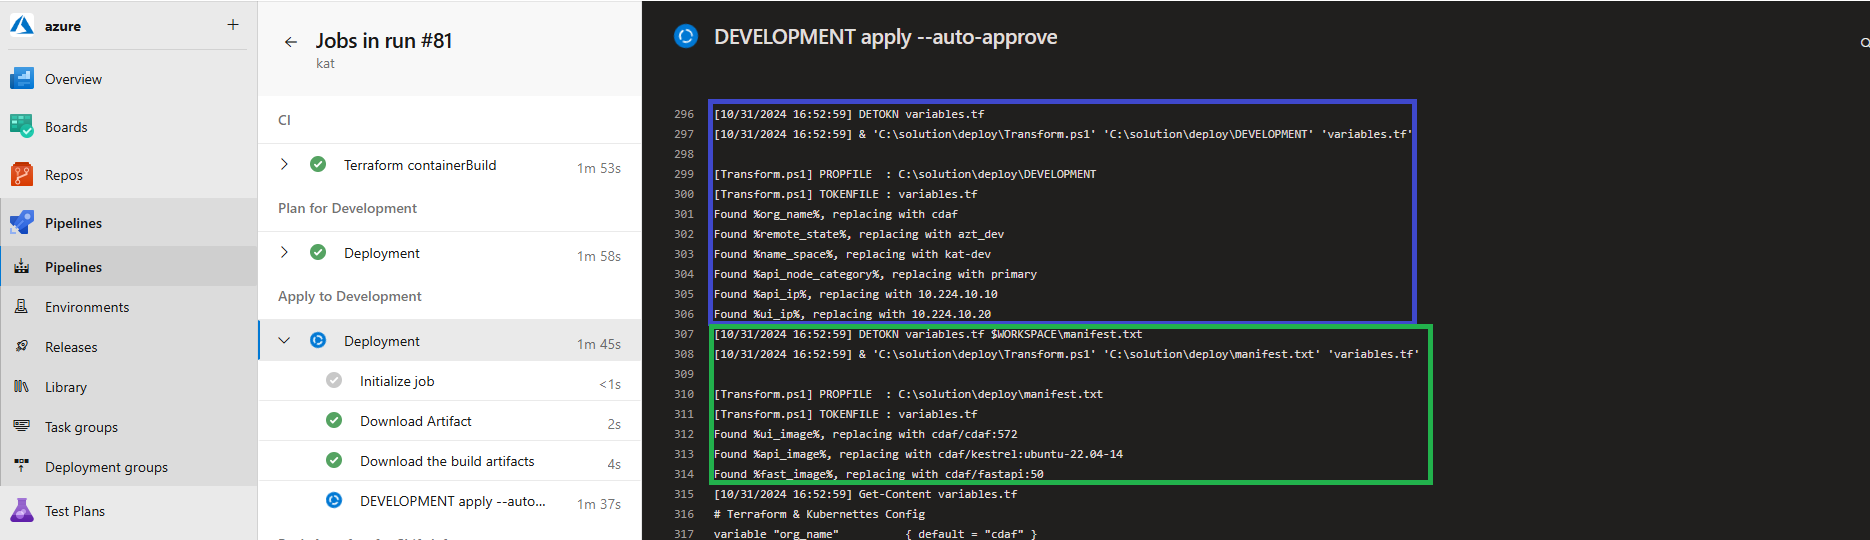 azure
+
Overview
Boards
Repos
Pipelines
Pipelines
Environments
Releases
Library
Task groups
Deployment groups
Test Plans
Jobs in run #81
kat
CI
Terraform containerBuild 1m 53s
Plan for Development
Deployment 1m 58s
Apply to Development
Deployment 1m 45s
Initialize job <1s
Download Artifact 2s
Download the build artifacts 4s
DEVELOPMENT apply --auto... 1m 37s
DEVELOPMENT apply --auto-approve
296 [10/31/2024 16:52:59] DETOKN variables.tf
297 [10/31/2024 16:52:59] & 'C:\solution\deploy\Transform.ps1' 'C:\solution\deploy\DEVELOPMENT' 'variables.tf'
298
299 [Transform.ps1] PROPFILE  : C:\solution\deploy\DEVELOPMENT
300 [Transform.ps1] TOKENFILE : variables.tf
301 Found %org_name%, replacing with cdaf
302 Found %remote_state%, replacing with azt_dev
303 Found %name_space%, replacing with kat-dev
304 Found %api_node_category%, replacing with primary
305 Found %api_ip%, replacing with 10.224.10.10
306 Found %ui_ip%, replacing with 10.224.10.20
307 [10/31/2024 16:52:59] DETOKN variables.tf $WORKSPACE\manifest.txt
308 [10/31/2024 16:52:59] & 'C:\solution\deploy\Transform.ps1' 'C:\solution\deploy\manifest.txt' 'variables.tf'
309
310 [Transform.ps1] PROPFILE  : C:\solution\deploy\manifest.txt
311 [Transform.ps1] TOKENFILE : variables.tf
312 Found %ui_image%, replacing with cdaf/cdaf:572
313 Found %api_image%, replacing with cdaf/kestrel:ubuntu-22.04-14
314 Found %fast_image%, replacing with cdaf/fastapi:50
315 [10/31/2024 16:52:59] Get-Content variables.tf
316 # Terraform & Kubernettes Config
317 variable "org_name"          { default = "cdaf" }